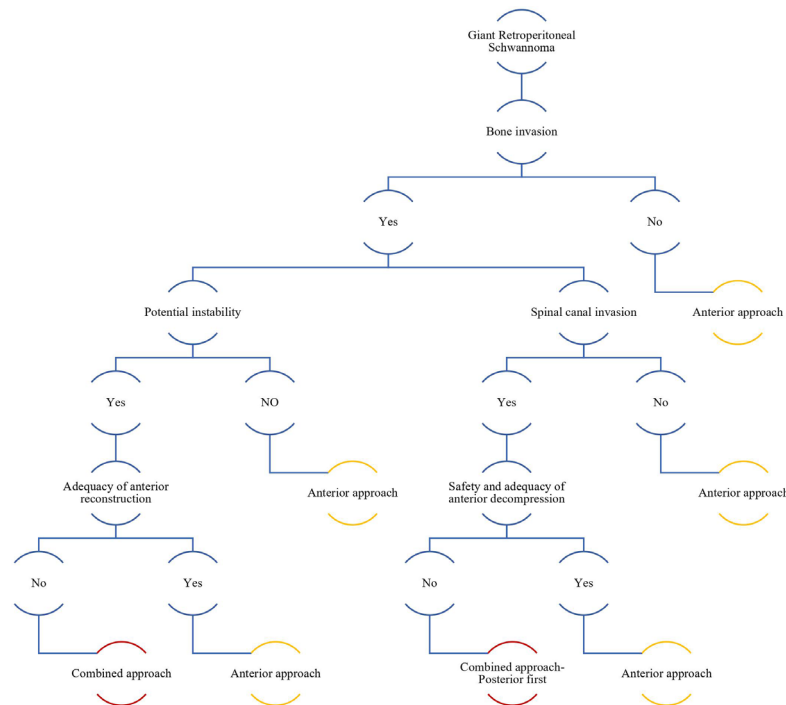 Giant Retroperitoneal
Schwannoma
Bone invasion
Yes
No
Potential instability
Spinal canal invasion
Anterior approach
Yes
NO
Yes
No
Adequacy of anterior
reconstruction
Anterior approach
Safety and adequacy of
anterior decompression
Anterior approach
No
Yes
No
Yes
Combined approach
Anterior approach
Combined approach-
Posterior first
Anterior approach